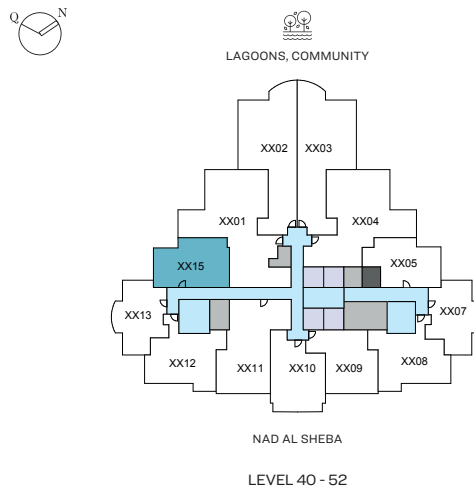 Q N
LAGOONS, COMMUNITY
XX02 XX03
XX01 XX04
XX15 XX05
XX13 XX07
XX12 XX11 XX10 XX09 XX08
NAD AL SHEBA
LEVEL 40 - 52